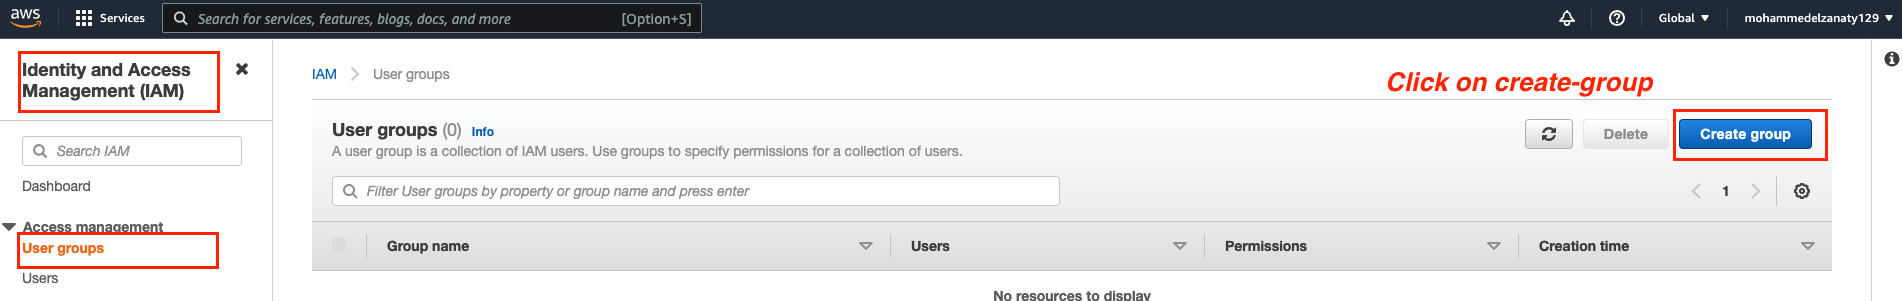 aws
Services
Search for services, features, blogs, docs, and more
[Option+S]
Global
mohammedelzanaty129
Identity and Access
Management (IAM)
IAM
User groups
Click on create-group
User groups (0) Info
Delete
Create group
A user group is a collection of IAM users. Use groups to specify permissions for a collection of users.
Search IAM
Dashboard
Filter User groups by property or group name and press enter
1
Access management
User groups
Users
Group name
Users
Permissions
Creation time
No resources to display